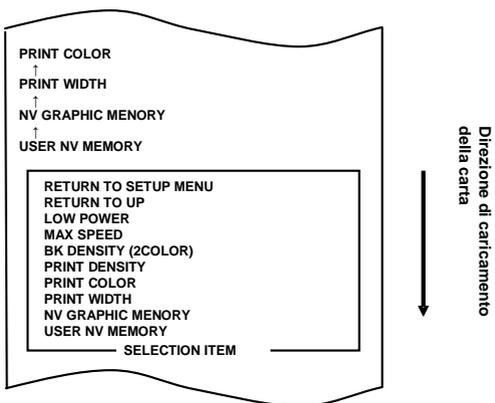 PRINT COLOR
↑
PRINT WIDTH
↑
NV GRAPHIC MENORY
↑
USER NV MEMORY
RETURN TO SETUP MENU
RETURN TO UP
LOW POWER
MAX SPEED
BK DENSITY (2COLOR)
PRINT DENSITY
PRINT COLOR
PRINT WIDTH
NV GRAPHIC MENORY
USER NV MEMORY
SELECTION ITEM
Direzione di caricamento
della carta